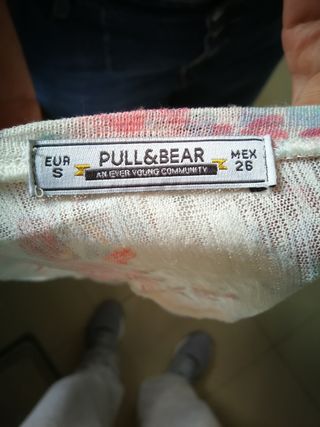 EUR
S
PULL&BEAR
AN EVER YOUNG COMMUNITY
MEX
26